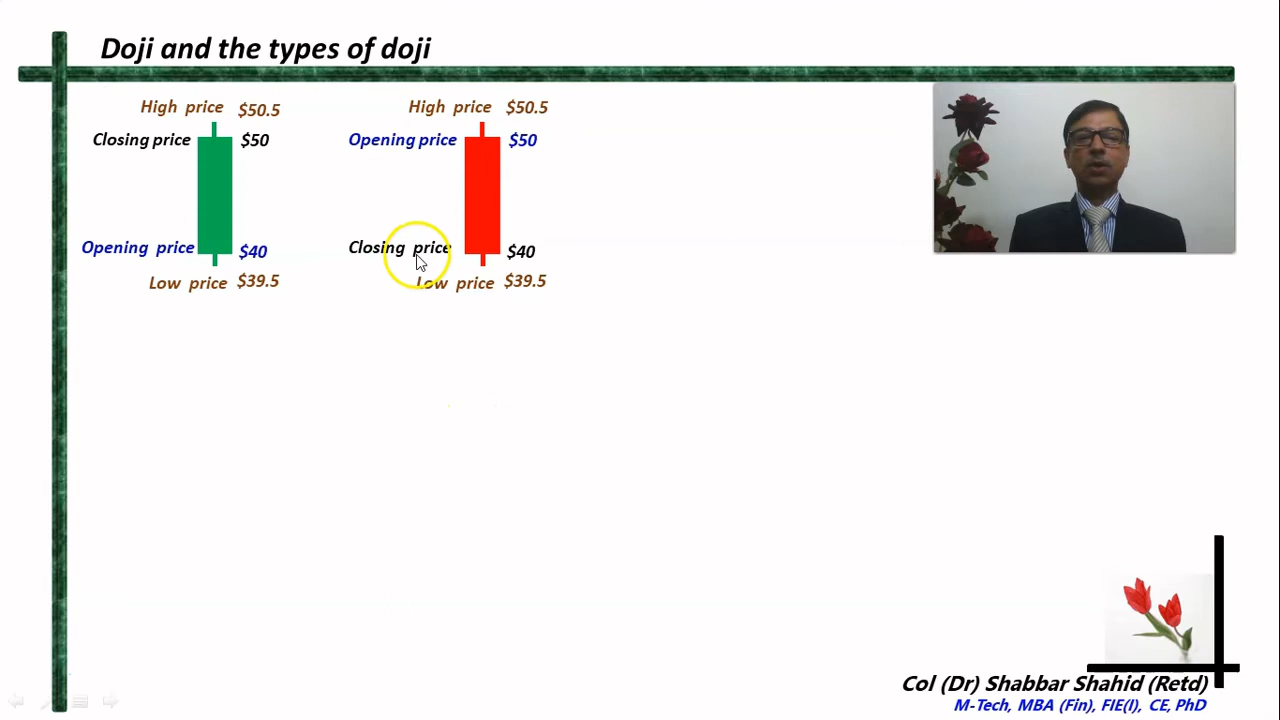 Doji and the types of doji
High price $50.5 High price $50.5
Closing price $50 Opening price $50
Opening price $40 Closing price $40
Low price $39.5 Low price $39.5
Col (Dr) Shabbar Shahid (Retd)
M-Tech, MBA (Fin), FIE(I), CE, PhD